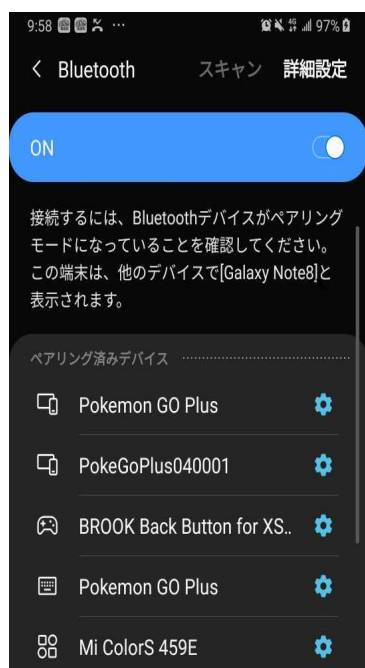 9:58 97%
Bluetooth スキャン 詳細設定
ON
接続するには、Bluetoothデバイスがペアリング
モードになっていることを確認してください。
この端末は、他のデバイスで[Galaxy Note8]と
表示されます。
ペアリング済みデバイス
Pokemon GO Plus
PokeGoPlus040001
BROOK Back Button for XS..
Pokemon GO Plus
Mi ColorS 459E